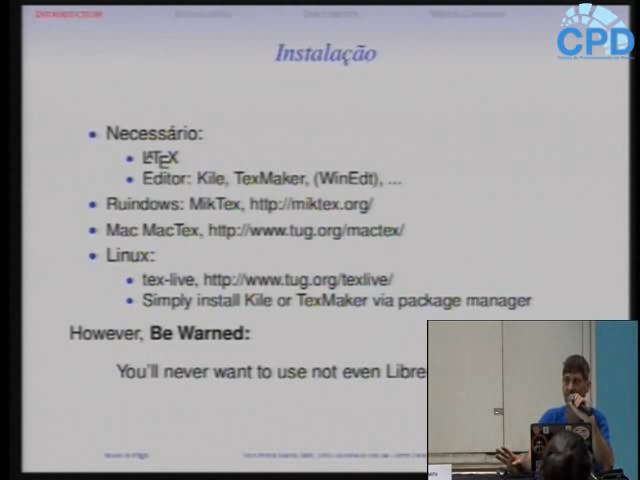 CPD
Instalação
Necessário:
LATEX
Editor: Kile, TexMaker, (WinEdt), ...
Ruindows: MikTex, http://miktex.org/
Mac MacTex, http://www.tug.org/mactex/
Linux:
tex-live, http://www.tug.org/texlive/
Simply install Kile or TexMaker via package manager
However, Be Warned:
You'll never want to use not even Libre